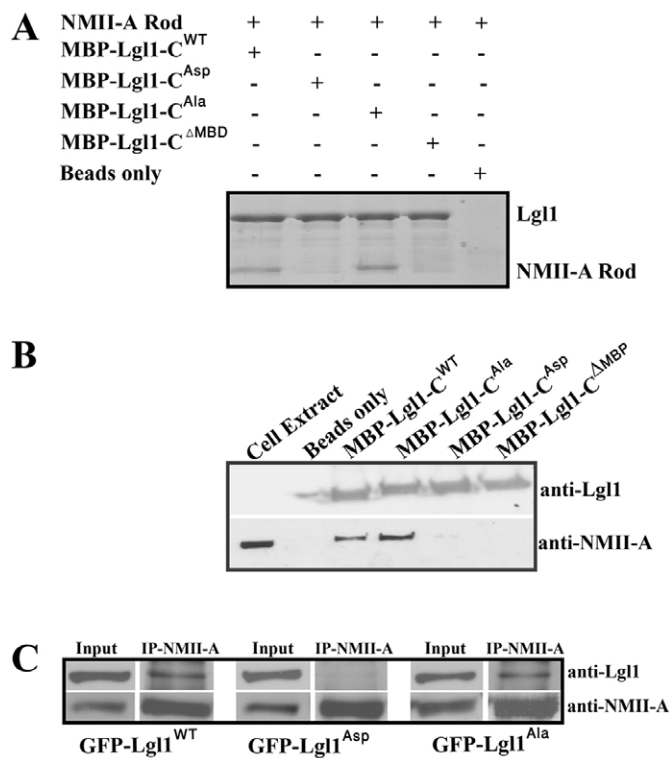 A
NMII-A Rod + + + + +
MBP-Lgl1-C^WT + - - - -
MBP-Lgl1-C^Asp - + - - -
MBP-Lgl1-C^Ala - - + - -
MBP-Lgl1-C^△MBD - - - + -
Beads only - - - - +
Lgl1
NMII-A Rod
B
Cell Extract
Beads only
MBP-Lgl1-C^WT
MBP-Lgl1-C^Ala
MBP-Lgl1-C^Asp
MBP-Lgl1-C^ΔMBP
anti-Lgl1
anti-NMII-A
C
Input IP-NMII-A Input IP-NMII-A Input IP-NMII-A
anti-Lgl1
anti-NMII-A
GFP-Lgl1^WT GFP-Lgl1^Asp GFP-Lgl1^Ala